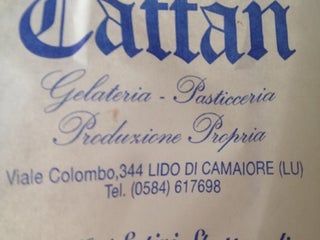 Cattan
Gelateria - Pasticceria
Produzione Propria
Viale Colombo,344 LIDO DI CAMAIORE (LU)
Tel. (0584) 617698